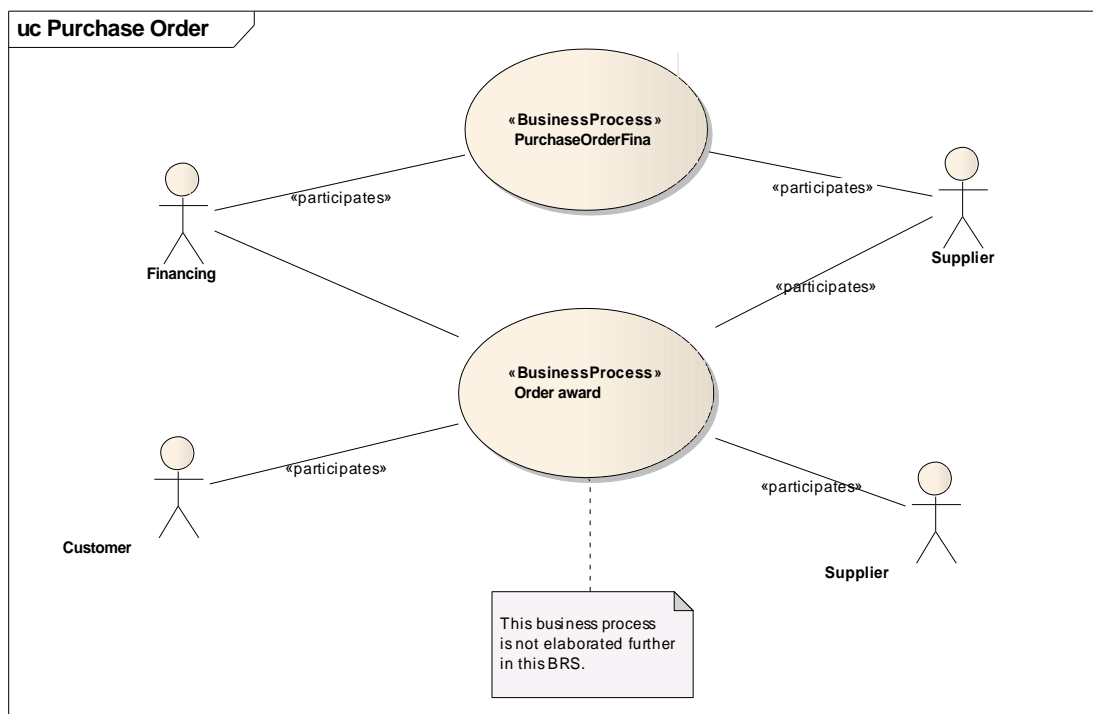 uc Purchase Order
«BusinessProcess»
PurchaseOrderFina
«participates»
«participates»
Financing
Supplier
«participates»
«BusinessProcess»
Order award
«participates»
«participates»
Customer
Supplier
This business process
is not elaborated further
in this BRS.